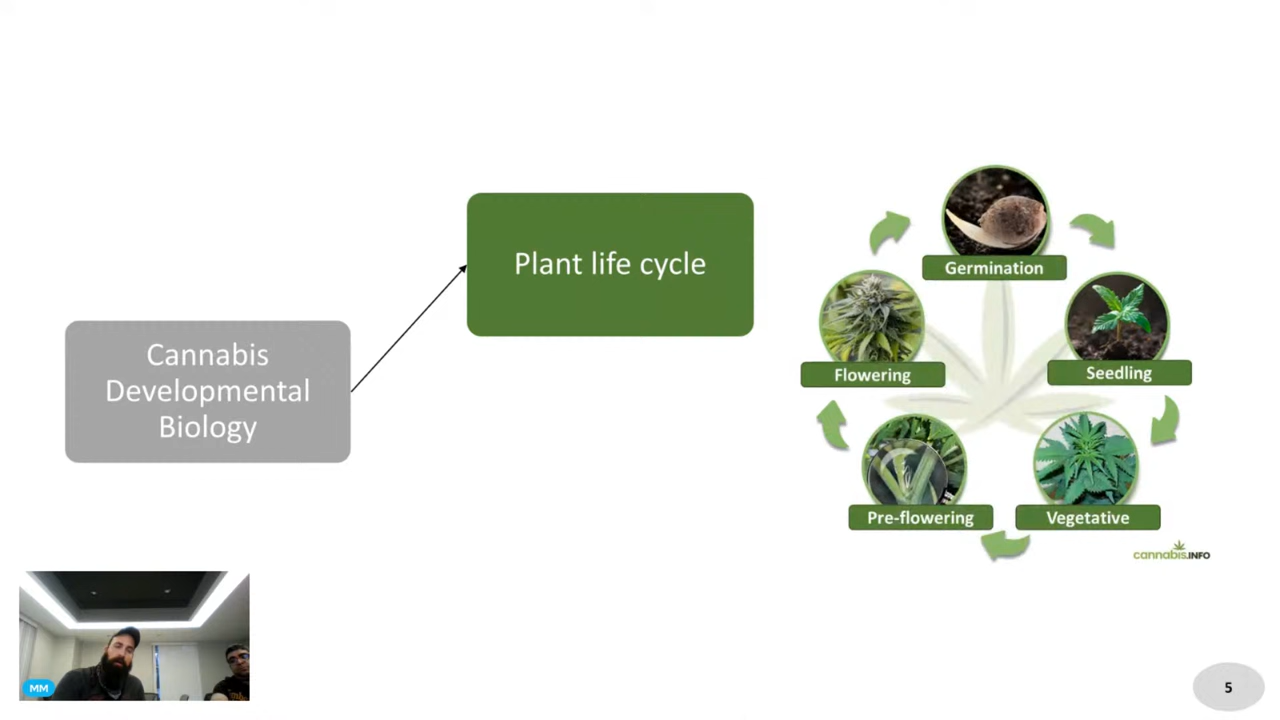 Plant life cycle
Cannabis
Developmental
Biology
Germination
Seedling
Vegetative
Pre-flowering
Flowering
cannabis.INFO
MM
5